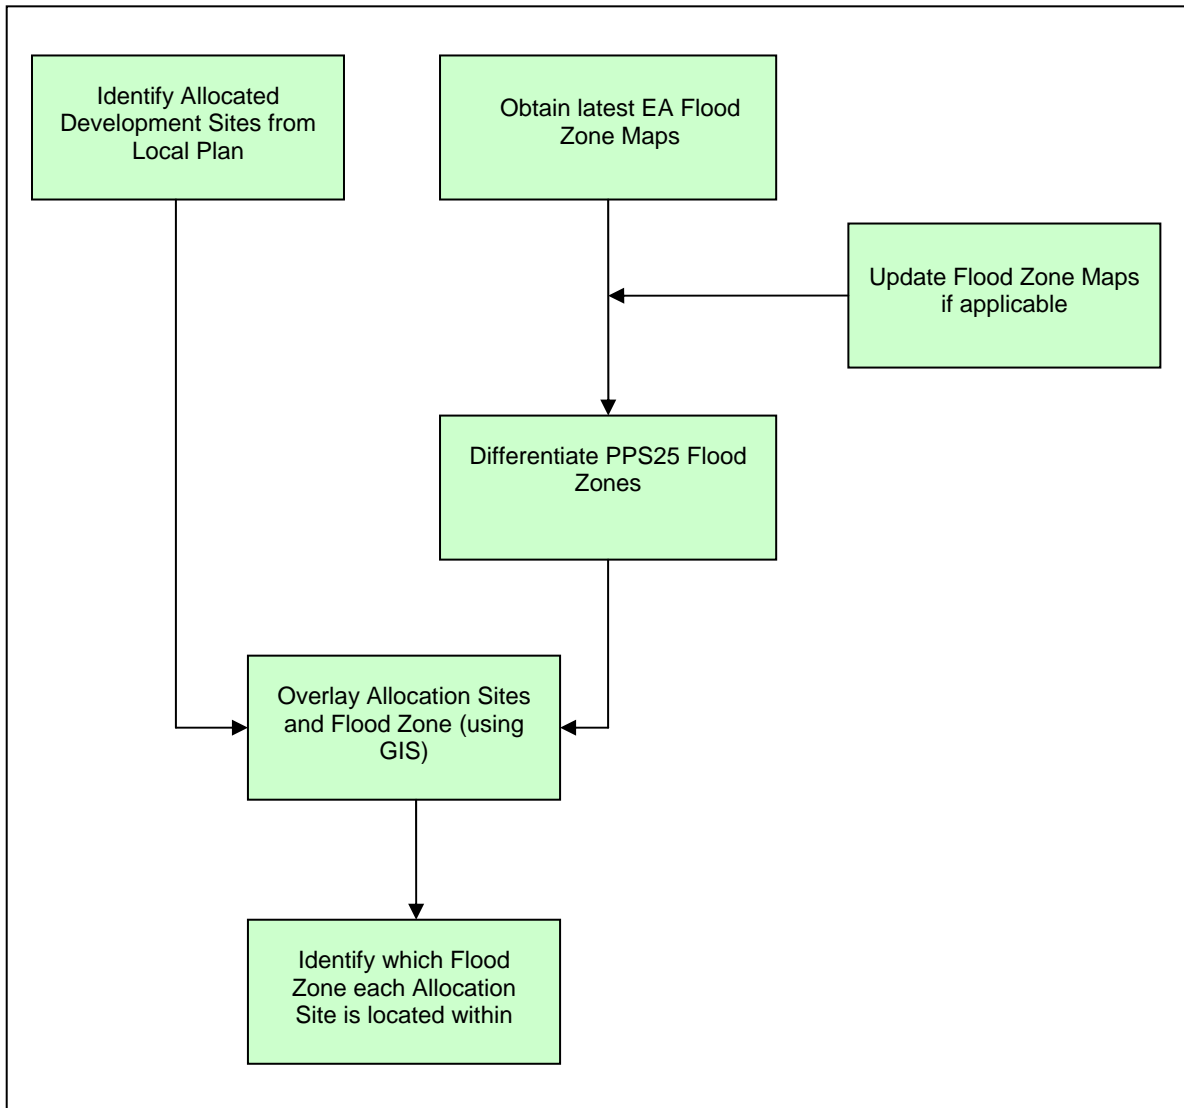 Identify Allocated
Development Sites from
Local Plan
Obtain latest EA Flood
Zone Maps
Update Flood Zone Maps
if applicable
Differentiate PPS25 Flood
Zones
Overlay Allocation Sites
and Flood Zone (using
GIS)
Identify which Flood
Zone each Allocation
Site is located within